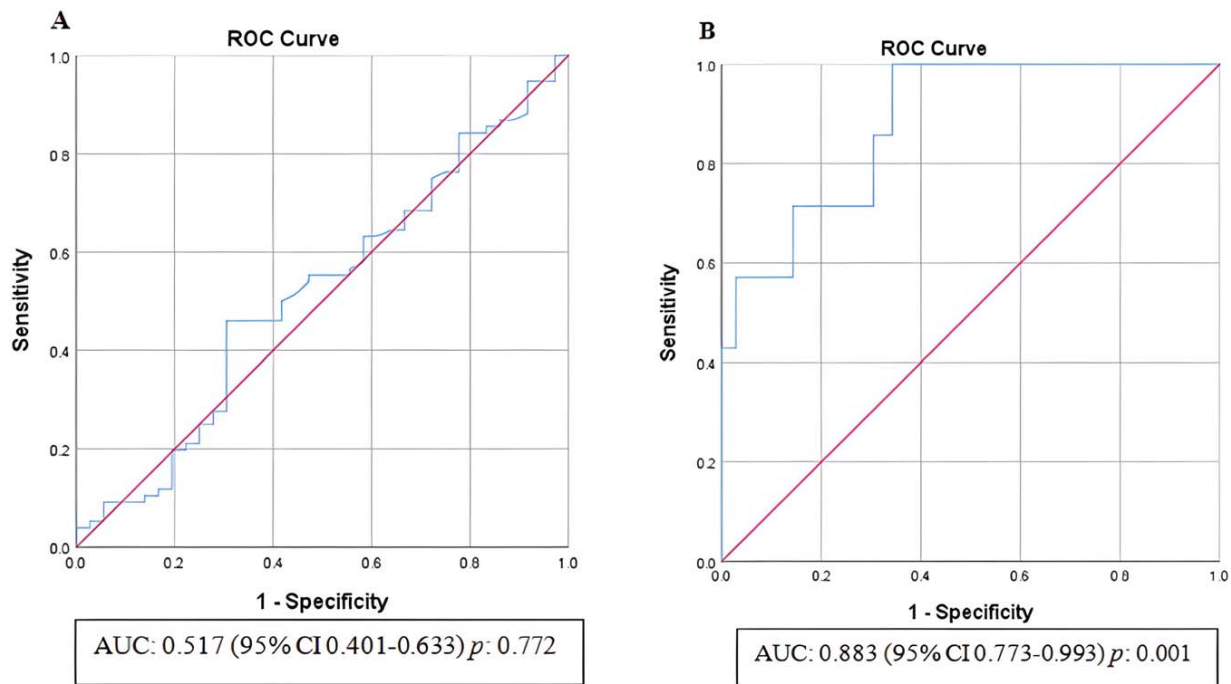 A
ROC Curve
1.0
0.8
0.6
0.4
0.2
0.0
Sensitivity
0.0 0.2 0.4 0.6 0.8 1.0
1 - Specificity
AUC: 0.517 (95% CI 0.401-0.633) p: 0.772
B
ROC Curve
1.0
0.8
0.6
0.4
0.2
0.0
Sensitivity
0.0 0.2 0.4 0.6 0.8 1.0
1 - Specificity
AUC: 0.883 (95% CI 0.773-0.993) p: 0.001